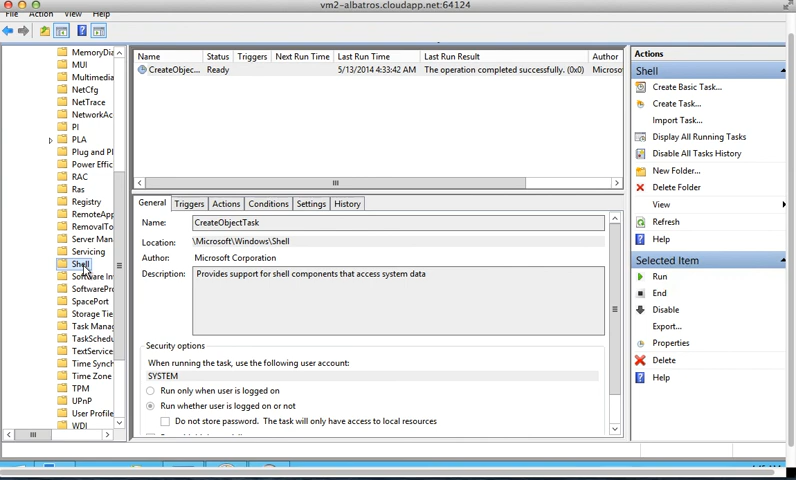 vm2-albatros.cloudapp.net:64124
File Action View Help
MemoryDia
MUI
Multimedia
NetCfg
NetTrace
NetworkAc
PI
PLA
Plug and Pl
Power Effic
RAC
Ras
Registry
RemoteApp
RemovalTo
Server Man
Servicing
Shell
Software In
SoftwarePro
SpacePort
Storage Tie
Task Manag
TaskSchedu
TextService
Time Synch
Time Zone
TPM
UPnP
User Profile
WDI
Name Status Triggers Next Run Time Last Run Time Last Run Result Author
CreateObjec... Ready 5/13/2014 4:33:42 AM The operation completed successfully. (0x0) Microsof
General Triggers Actions Conditions Settings History
Name: CreateObjectTask
Location: \Microsoft\Windows\Shell
Author: Microsoft Corporation
Description: Provides support for shell components that access system data
Security options
When running the task, use the following user account:
SYSTEM
Run only when user is logged on
Run whether user is logged on or not
Do not store password. The task will only have access to local resources
Actions
Shell
Create Basic Task...
Create Task...
Import Task...
Display All Running Tasks
Disable All Tasks History
New Folder...
Delete Folder
View
Refresh
Help
Selected Item
Run
End
Disable
Export...
Properties
Delete
Help